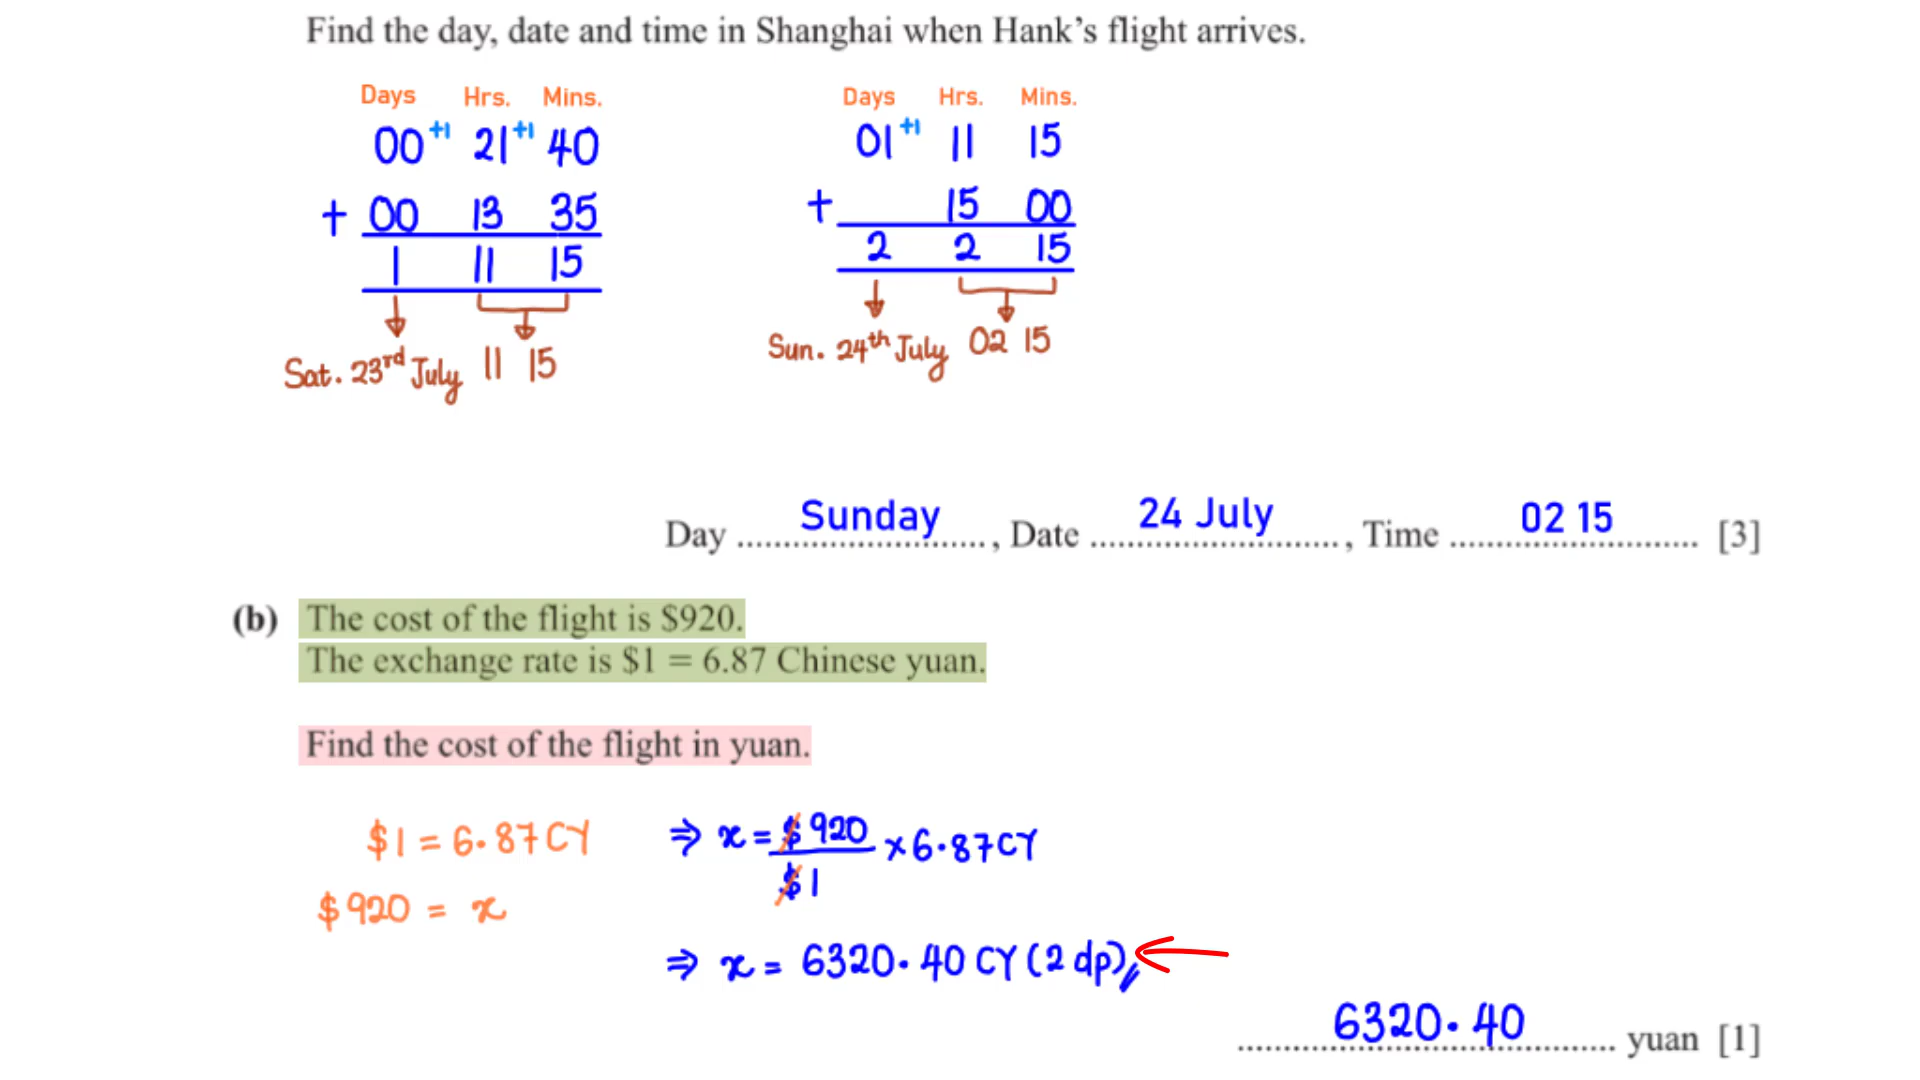 Find the day, date and time in Shanghai when Hank's flight arrives.
Days Hrs. Mins.
00 +1 21 +1 40
+ 00 13 35
1 11 15
Sat. 23rd July 11 15
Days Hrs. Mins.
01 +1 11 15
+ 15 00
2 2 15
Sun. 24th July 02 15
Day Sunday, Date 24 July, Time 02 15 [3]
(b) The cost of the flight is $920.
The exchange rate is $1 = 6.87 Chinese yuan.
Find the cost of the flight in yuan.
$1 = 6.87 CY
$920 = x
⇒ x = $920/$1 × 6.87 CY
⇒ x = 6320.40 CY (2 dp)
6320.40 yuan [1]